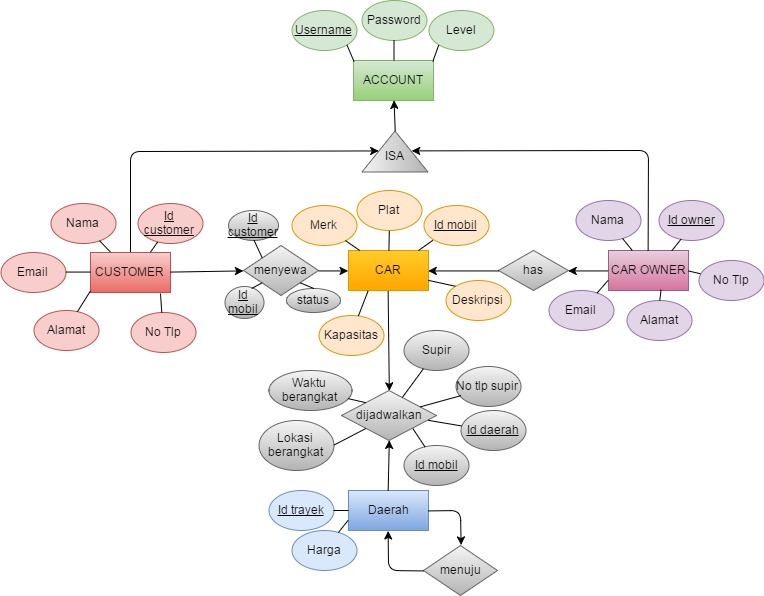 Username
Password
Level
ACCOUNT
ISA
Nama
Id
customer
Email
CUSTOMER
Alamat
No Tlp
Id
customer
menyewa
Id
mobil
status
Merk
Plat
Id mobil
CAR
Kapasitas
Deskripsi
has
Nama
Id owner
CAR OWNER
No Tlp
Email
Alamat
Waktu
berangkat
Supir
No tlp supir
dijadwalkan
Id daerah
Lokasi
berangkat
Id mobil
Id trayek
Daerah
Harga
menuju